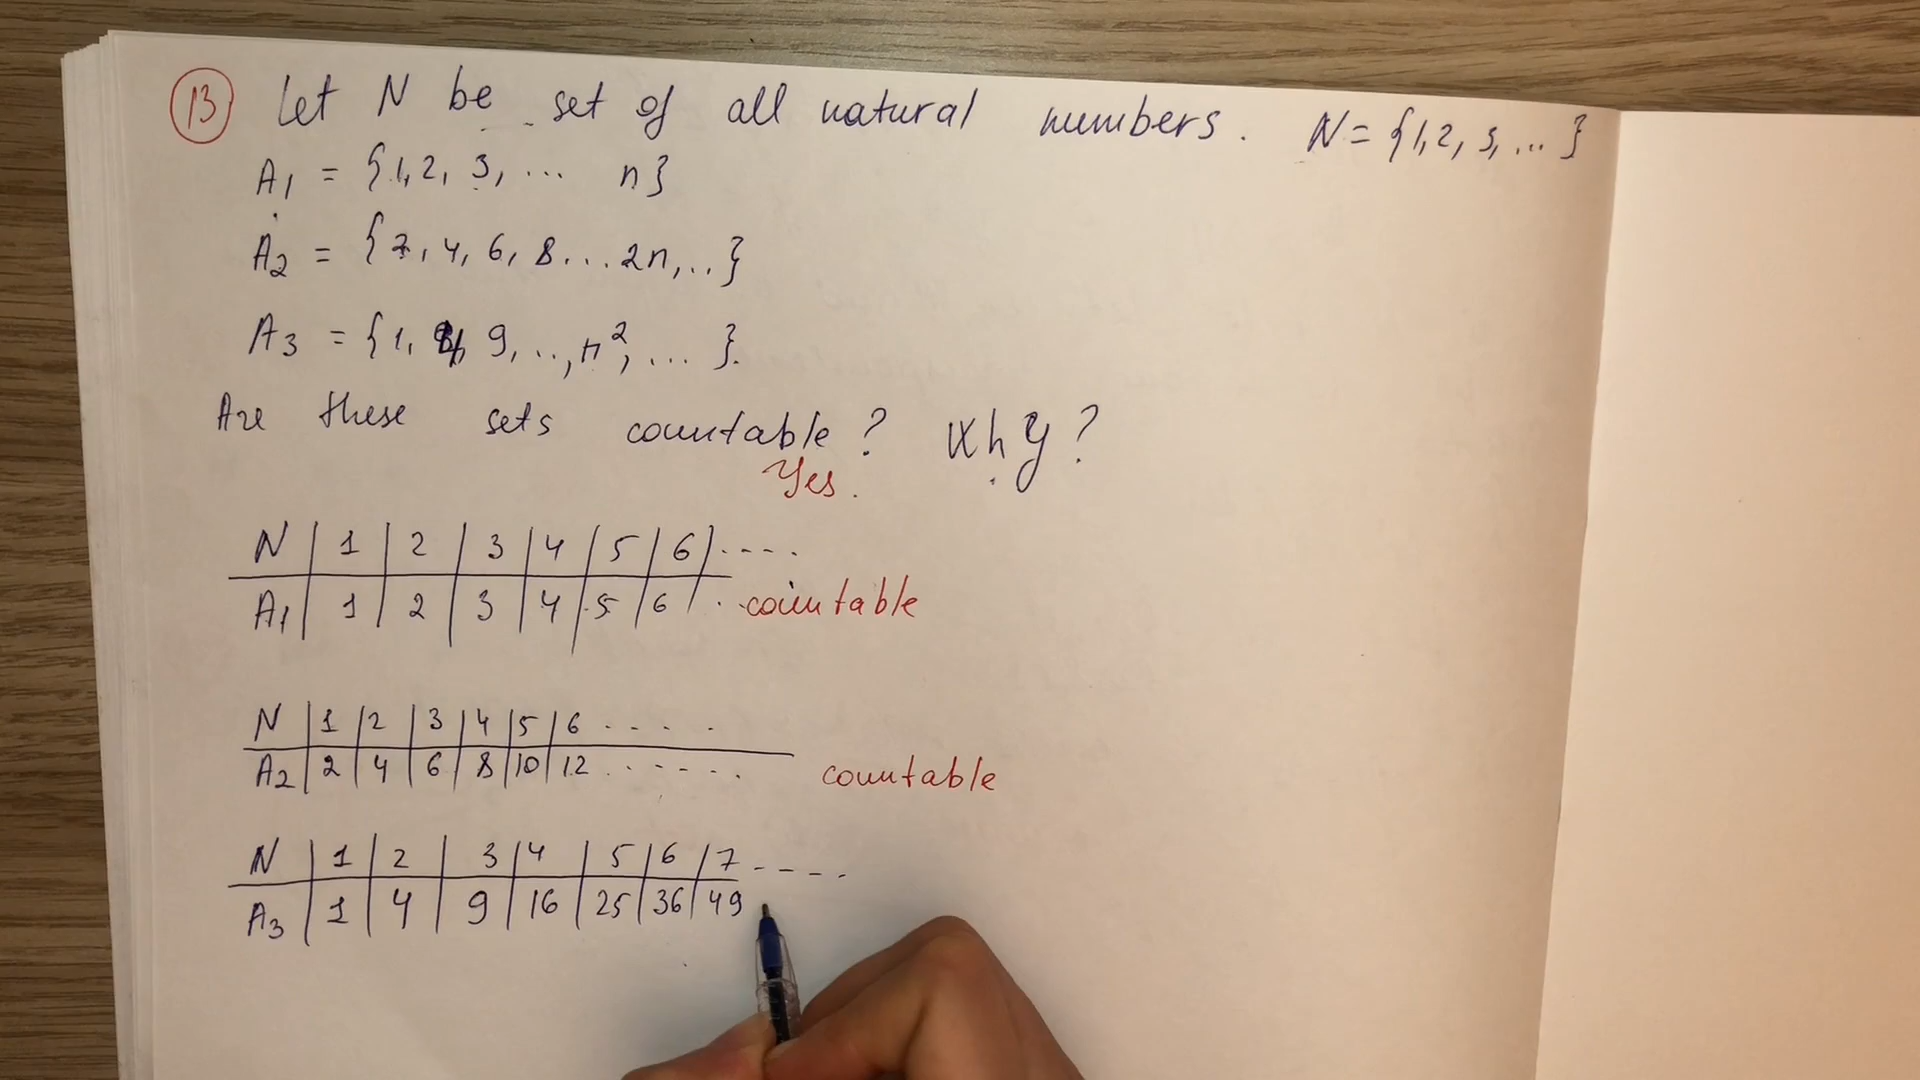 13 Let N be set of all natural numbers. N = {1, 2, 3, ... }
A1 = {1, 2, 3, ... n}
A2 = {2, 4, 6, 8 ... 2n, .. }
A3 = {1, 4, 9, .., n², ... }.
Are these sets countable? Why?
Yes.
N | 1 | 2 | 3 | 4 | 5 | 6 | ....
A1 | 1 | 2 | 3 | 4 | 5 | 6 | .. countable
N | 1 | 2 | 3 | 4 | 5 | 6 ....
A2 | 2 | 4 | 6 | 8 | 10 | 12 ...... countable
N | 1 | 2 | 3 | 4 | 5 | 6 | 7 ----
A3 | 1 | 4 | 9 | 16 | 25 | 36 | 49